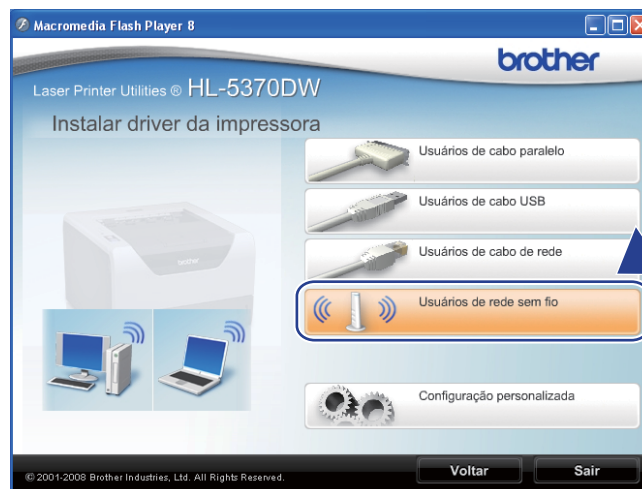 Macromedia Flash Player 8
brother
Laser Printer Utilities ® HL-5370DW
Instalar driver da impressora
Usuários de cabo paralelo
Usuários de cabo USB
Usuários de cabo de rede
Usuários de rede sem fio
Configuração personalizada
© 2001-2008 Brother Industries, Ltd. All Rights Reserved.
Voltar
Sair